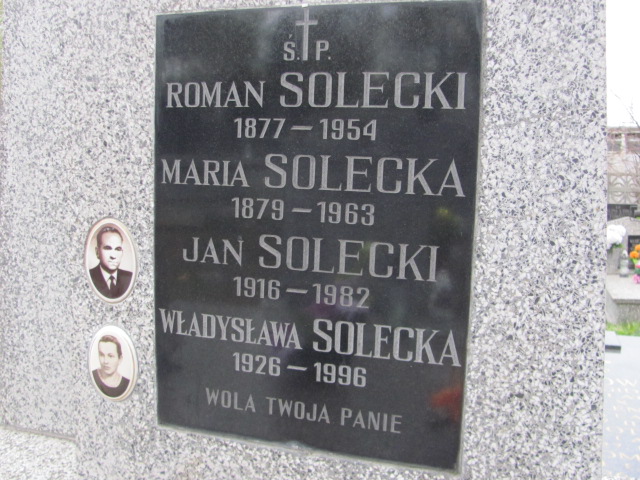 Ś.P.
ROMAN SOLECKI
1877 – 1954
MARIA SOLECKA
1879 – 1963
JAN SOLECKI
1916 – 1982
WŁADYSŁAWA SOLECKA
1926 – 1996
WOLA TWOJA PANIE